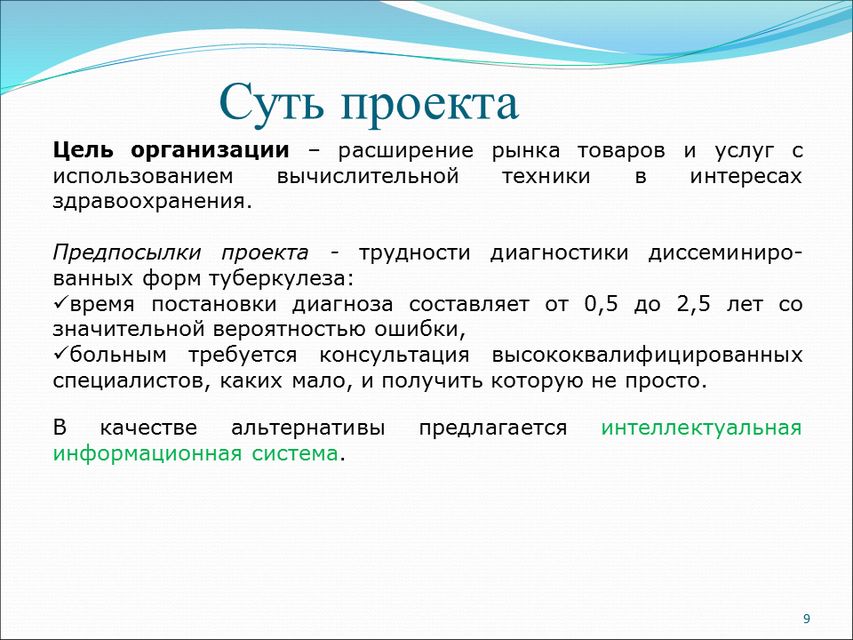 Суть проекта
Цель организации – расширение рынка товаров и услуг с
использованием вычислительной техники в интересах
здравоохранения.
Предпосылки проекта - трудности диагностики диссеминиро-
ванных форм туберкулеза:
✓время постановки диагноза составляет от 0,5 до 2,5 лет со
значительной вероятностью ошибки,
✓больным требуется консультация высококвалифицированных
специалистов, каких мало, и получить которую не просто.
В качестве альтернативы предлагается интеллектуальная
информационная система.
9